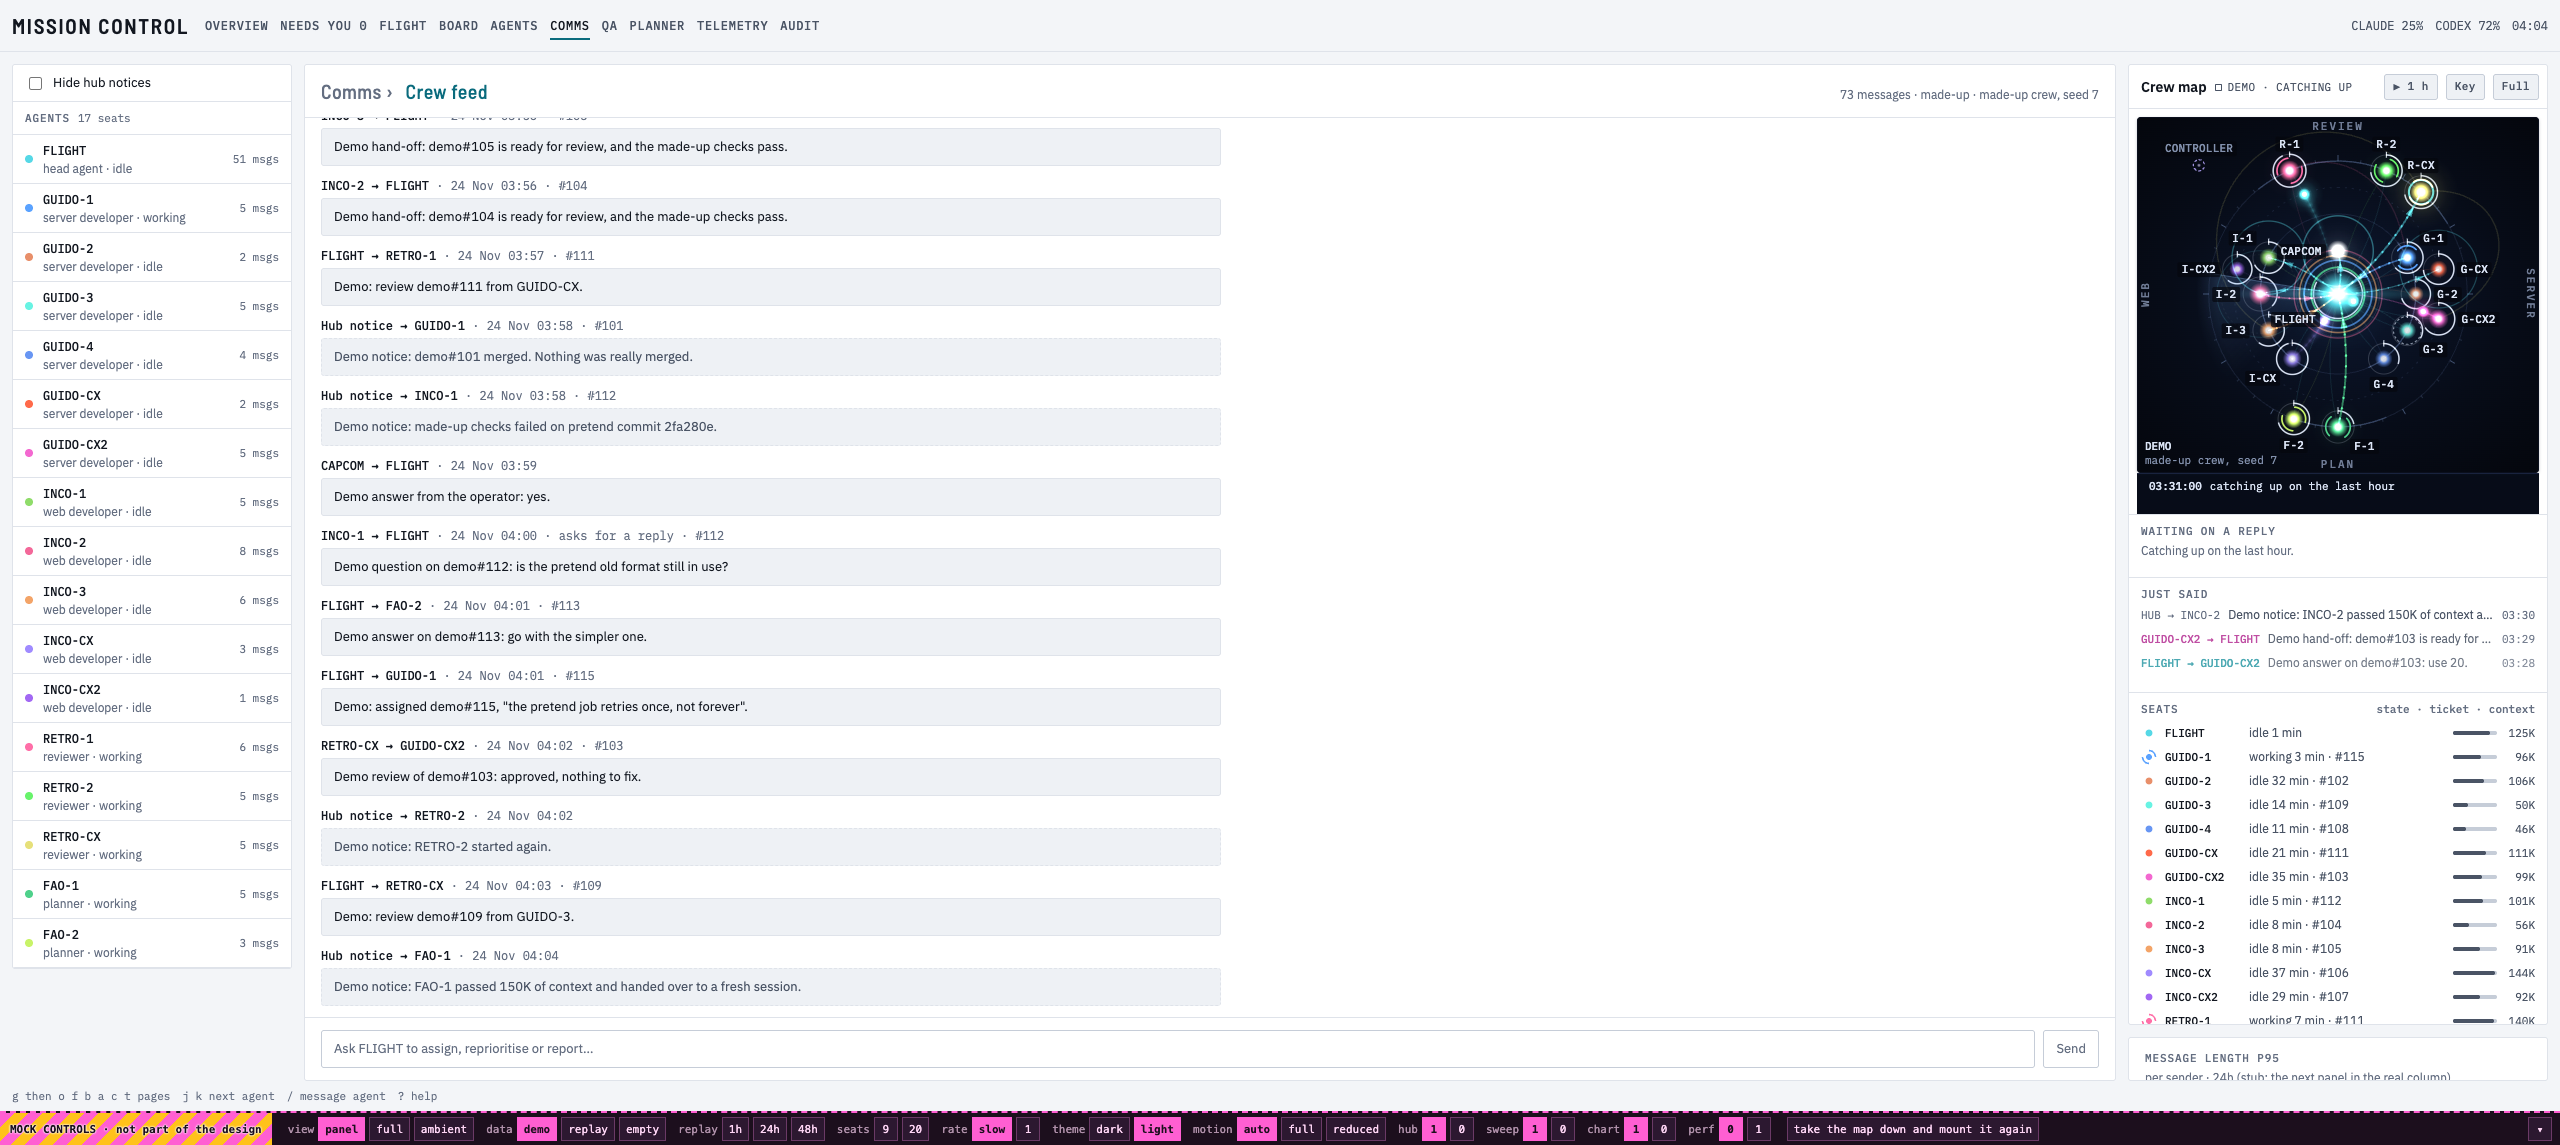 MISSION CONTROL OVERVIEW NEEDS YOU 0 FLIGHT BOARD AGENTS COMMS QA PLANNER TELEMETRY AUDIT CLAUDE 25% CODEX 72% 04:04
Hide hub notices
AGENTS 17 seats
FLIGHT
head agent · idle
51 msgs
GUIDO-1
server developer · working
5 msgs
GUIDO-2
server developer · idle
2 msgs
GUIDO-3
server developer · idle
5 msgs
GUIDO-4
server developer · idle
4 msgs
GUIDO-CX
server developer · idle
2 msgs
GUIDO-CX2
server developer · idle
5 msgs
INCO-1
web developer · idle
5 msgs
INCO-2
web developer · idle
8 msgs
INCO-3
web developer · idle
6 msgs
INCO-CX
web developer · idle
3 msgs
INCO-CX2
web developer · idle
1 msgs
RETRO-1
reviewer · working
6 msgs
RETRO-2
reviewer · working
5 msgs
RETRO-CX
reviewer · working
5 msgs
FAO-1
planner · working
5 msgs
FAO-2
planner · working
3 msgs
Comms › Crew feed
73 messages · made-up · made-up crew, seed 7
Demo hand-off: demo#105 is ready for review, and the made-up checks pass.
INCO-2 → FLIGHT · 24 Nov 03:56 · #104
Demo hand-off: demo#104 is ready for review, and the made-up checks pass.
FLIGHT → RETRO-1 · 24 Nov 03:57 · #111
Demo: review demo#111 from GUIDO-CX.
Hub notice → GUIDO-1 · 24 Nov 03:58 · #101
Demo notice: demo#101 merged. Nothing was really merged.
Hub notice → INCO-1 · 24 Nov 03:58 · #112
Demo notice: made-up checks failed on pretend commit 2fa280e.
CAPCOM → FLIGHT · 24 Nov 03:59
Demo answer from the operator: yes.
INCO-1 → FLIGHT · 24 Nov 04:00 · asks for a reply · #112
Demo question on demo#112: is the pretend old format still in use?
FLIGHT → FAO-2 · 24 Nov 04:01 · #113
Demo answer on demo#113: go with the simpler one.
FLIGHT → GUIDO-1 · 24 Nov 04:01 · #115
Demo: assigned demo#115, "the pretend job retries once, not forever".
RETRO-CX → GUIDO-CX2 · 24 Nov 04:02 · #103
Demo review of demo#103: approved, nothing to fix.
Hub notice → RETRO-2 · 24 Nov 04:02
Demo notice: RETRO-2 started again.
FLIGHT → RETRO-CX · 24 Nov 04:03 · #109
Demo: review demo#109 from GUIDO-3.
Hub notice → FAO-1 · 24 Nov 04:04
Demo notice: FAO-1 passed 150K of context and handed over to a fresh session.
Ask FLIGHT to assign, reprioritise or report...
Send
Crew map DEMO · CATCHING UP ▶ 1 h Key Full
REVIEW
CONTROLLER
R-1
R-2
R-CX
I-1
CAPCOM
G-1
I-CX2
G-CX
WEB
I-2
G-2
SERVER
I-3
FLIGHT
G-CX2
G-3
I-CX
G-4
F-2
F-1
DEMO
made-up crew, seed 7
PLAN
03:31:00 catching up on the last hour
WAITING ON A REPLY
Catching up on the last hour.
JUST SAID
HUB → INCO-2 Demo notice: INCO-2 passed 150K of context a... 03:30
GUIDO-CX2 → FLIGHT Demo hand-off: demo#103 is ready for ... 03:29
FLIGHT → GUIDO-CX2 Demo answer on demo#103: use 20. 03:28
SEATS state · ticket · context
FLIGHT idle 1 min 125K
GUIDO-1 working 3 min · #115 96K
GUIDO-2 idle 32 min · #102 106K
GUIDO-3 idle 14 min · #109 50K
GUIDO-4 idle 11 min · #108 46K
GUIDO-CX idle 21 min · #111 111K
GUIDO-CX2 idle 35 min · #103 99K
INCO-1 idle 5 min · #112 101K
INCO-2 idle 8 min · #104 56K
INCO-3 idle 8 min · #105 91K
INCO-CX idle 37 min · #106 144K
INCO-CX2 idle 29 min · #107 92K
RETRO-1 working 7 min · #111 140K
MESSAGE LENGTH P95
per sender · 24h (stub: the next panel in the real column)
g then o f b a c t pages j k next agent / message agent ? help
MOCK CONTROLS · not part of the design view panel full ambient data demo replay empty replay 1h 24h 48h seats 9 20 rate slow 1 theme dark light motion auto full reduced hub 1 0 sweep 1 0 chart 1 0 perf 0 1 take the map down and mount it again ▾